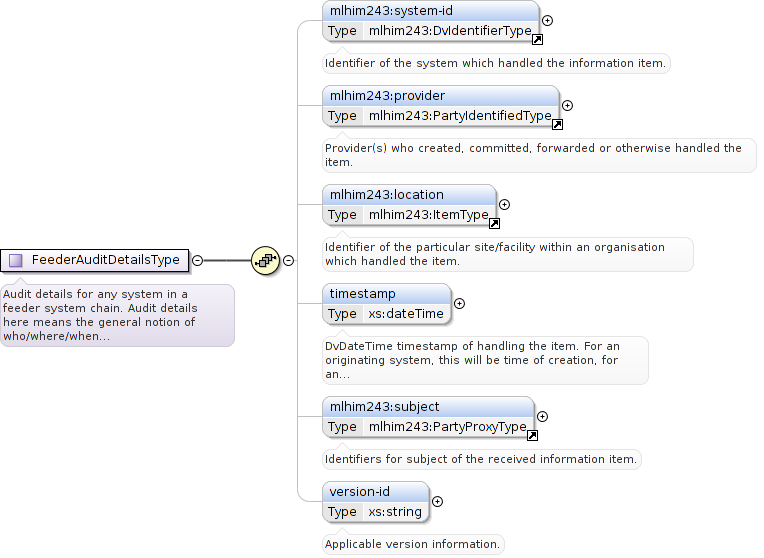 mlhim243:system-id
Type mlhim243:DvIdentifierType
Identifier of the system which handled the information item.
mlhim243:provider
Type mlhim243:PartyIdentifiedType
Provider(s) who created, committed, forwarded or otherwise handled the
item.
mlhim243:location
Type mlhim243:ItemType
Identifier of the particular site/facility within an organisation
which handled the item.
FeederAuditDetailsType
Audit details for any system in a
feeder system chain. Audit details
here means the general notion of
who/where/when...
timestamp
Type xs:dateTime
DvDateTime timestamp of handling the item. For an
originating system, this will be time of creation, for
an...
mlhim243:subject
Type mlhim243:PartyProxyType
Identifiers for subject of the received information item.
version-id
Type xs:string
Applicable version information.